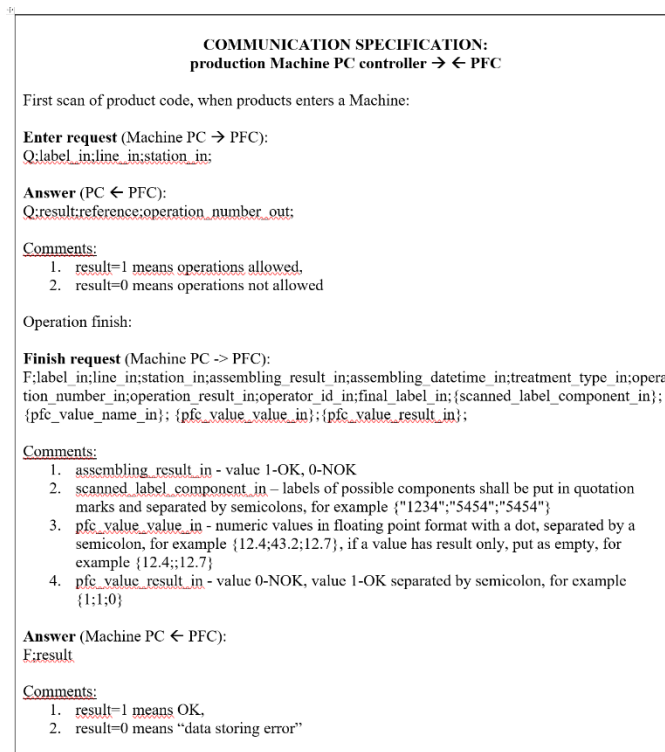 COMMUNICATION SPECIFICATION:
production Machine PC controller → ← PFC
First scan of product code, when products enters a Machine:
Enter request (Machine PC → PFC):
Q;label_in;line_in;station_in;
Answer (PC ← PFC):
Q;result;reference;operation_number_out;
Comments:
1. result=1 means operations allowed,
2. result=0 means operations not allowed
Operation finish:
Finish request (Machine PC -> PFC):
F;label_in;line_in;station_in;assembling_result_in;assembling_datetime_in;treatment_type_in;opera
tion_number_in;operation_result_in;operator_id_in;final_label_in;{scanned_label_component_in};
{pfc_value_name_in}; {pfc_value_value_in};{pfc_value_result_in};
Comments:
1. assembling_result_in - value 1-OK, 0-NOK
2. scanned_label_component_in – labels of possible components shall be put in quotation
marks and separated by semicolons, for example {"1234";"5454";"5454"}
3. pfc_value_value_in - numeric values in floating point format with a dot, separated by a
semicolon, for example {12.4;43.2;12.7}, if a value has result only, put as empty, for
example {12.4;;12.7}
4. pfc_value_result_in - value 0-NOK, value 1-OK separated by semicolon, for example
{1;1;0}
Answer (Machine PC ← PFC):
F;result
Comments:
1. result=1 means OK,
2. result=0 means “data storing error”